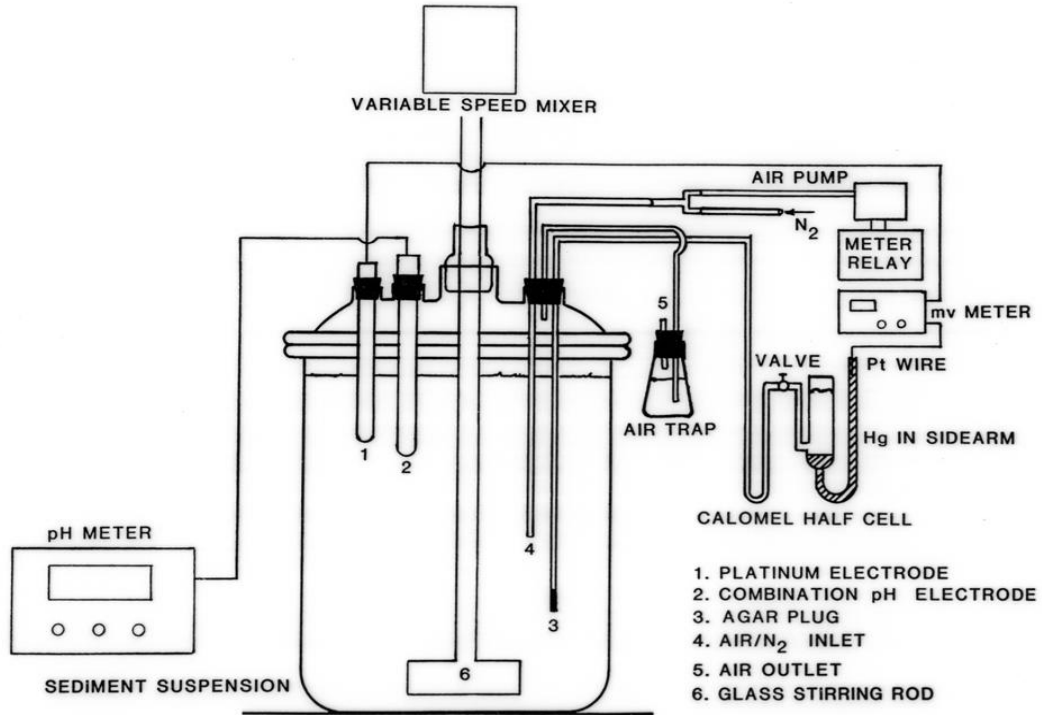 VARIABLE SPEED MIXER
AIR PUMP
N2
METER
RELAY
mv METER
5
VALVE
Pt WIRE
AIR TRAP
Hg IN SIDEARM
1
2
CALOMEL HALF CELL
pH METER
4
3
6
SEDiMENT SUSPENSION
1. PLATINUM ELECTRODE
2. COMBINATION pH ELECTRODE
3. AGAR PLUG
4. AIR/N2 INLET
5. AIR OUTLET
6. GLASS STIRRING ROD